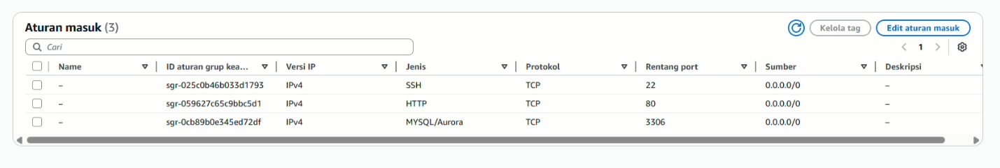 Aturan masuk (3)
Kelola tag
Edit aturan masuk
Cari
1
Name ID aturan grup kea... Versi IP Jenis Protokol Rentang port Sumber Deskripsi
– sgr-025c0b46b033d1793 IPv4 SSH TCP 22 0.0.0.0/0 –
– sgr-059627c65c9bbc5d1 IPv4 HTTP TCP 80 0.0.0.0/0 –
– sgr-0cb89b0e345ed72df IPv4 MYSQL/Aurora TCP 3306 0.0.0.0/0 –